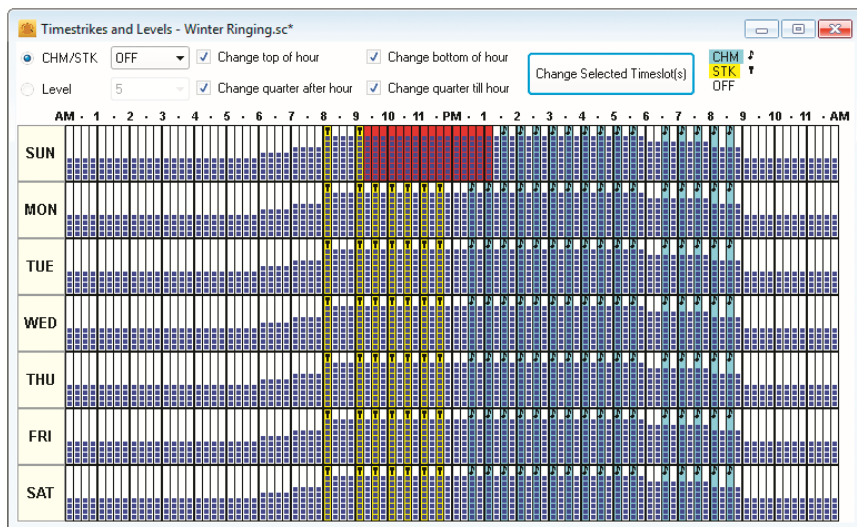 Timestrikes and Levels - Winter Ringing.sc*
CHM/STK OFF Change top of hour Change bottom of hour Change Selected Timeslot(s) CHM
STK
Level 5 Change quarter after hour Change quarter till hour OFF
AM · 1 · 2 · 3 · 4 · 5 · 6 · 7 · 8 · 9 · 10 · 11 · PM · 1 · 2 · 3 · 4 · 5 · 6 · 7 · 8 · 9 · 10 · 11 · AM
SUN
MON
TUE
WED
THU
FRI
SAT